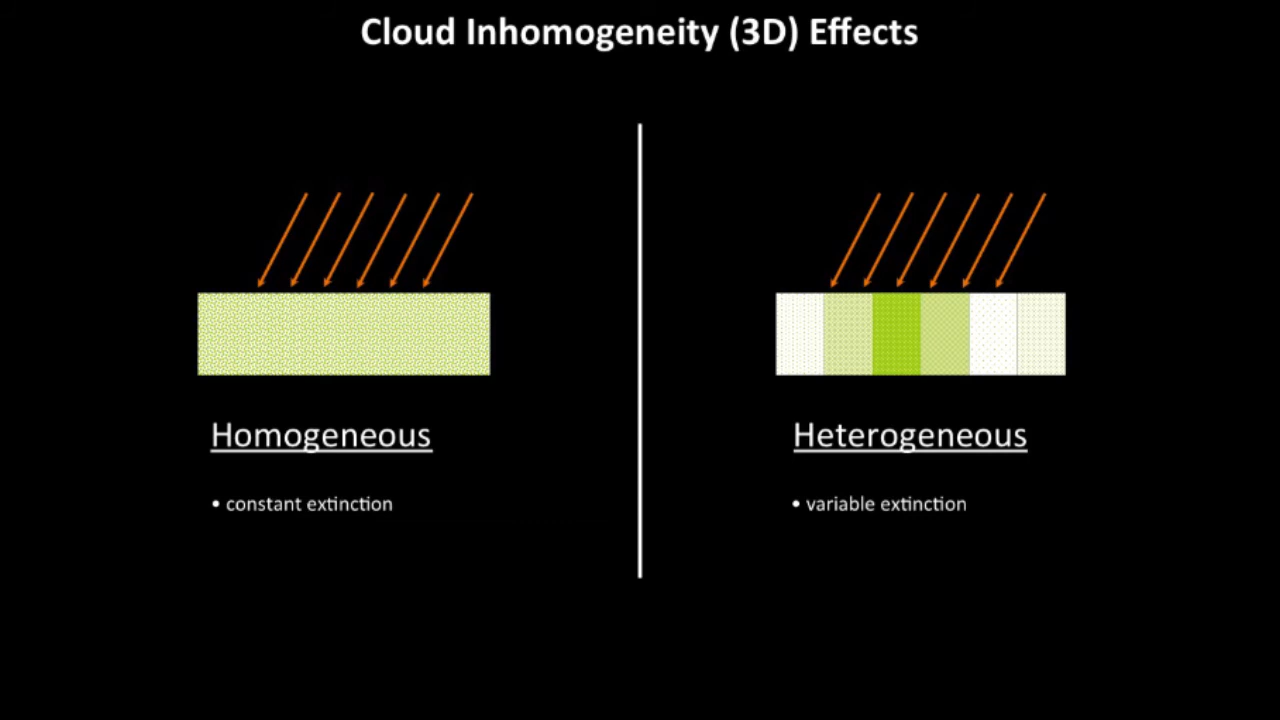 Cloud Inhomogeneity (3D) Effects
Homogeneous
• constant extinction
Heterogeneous
• variable extinction